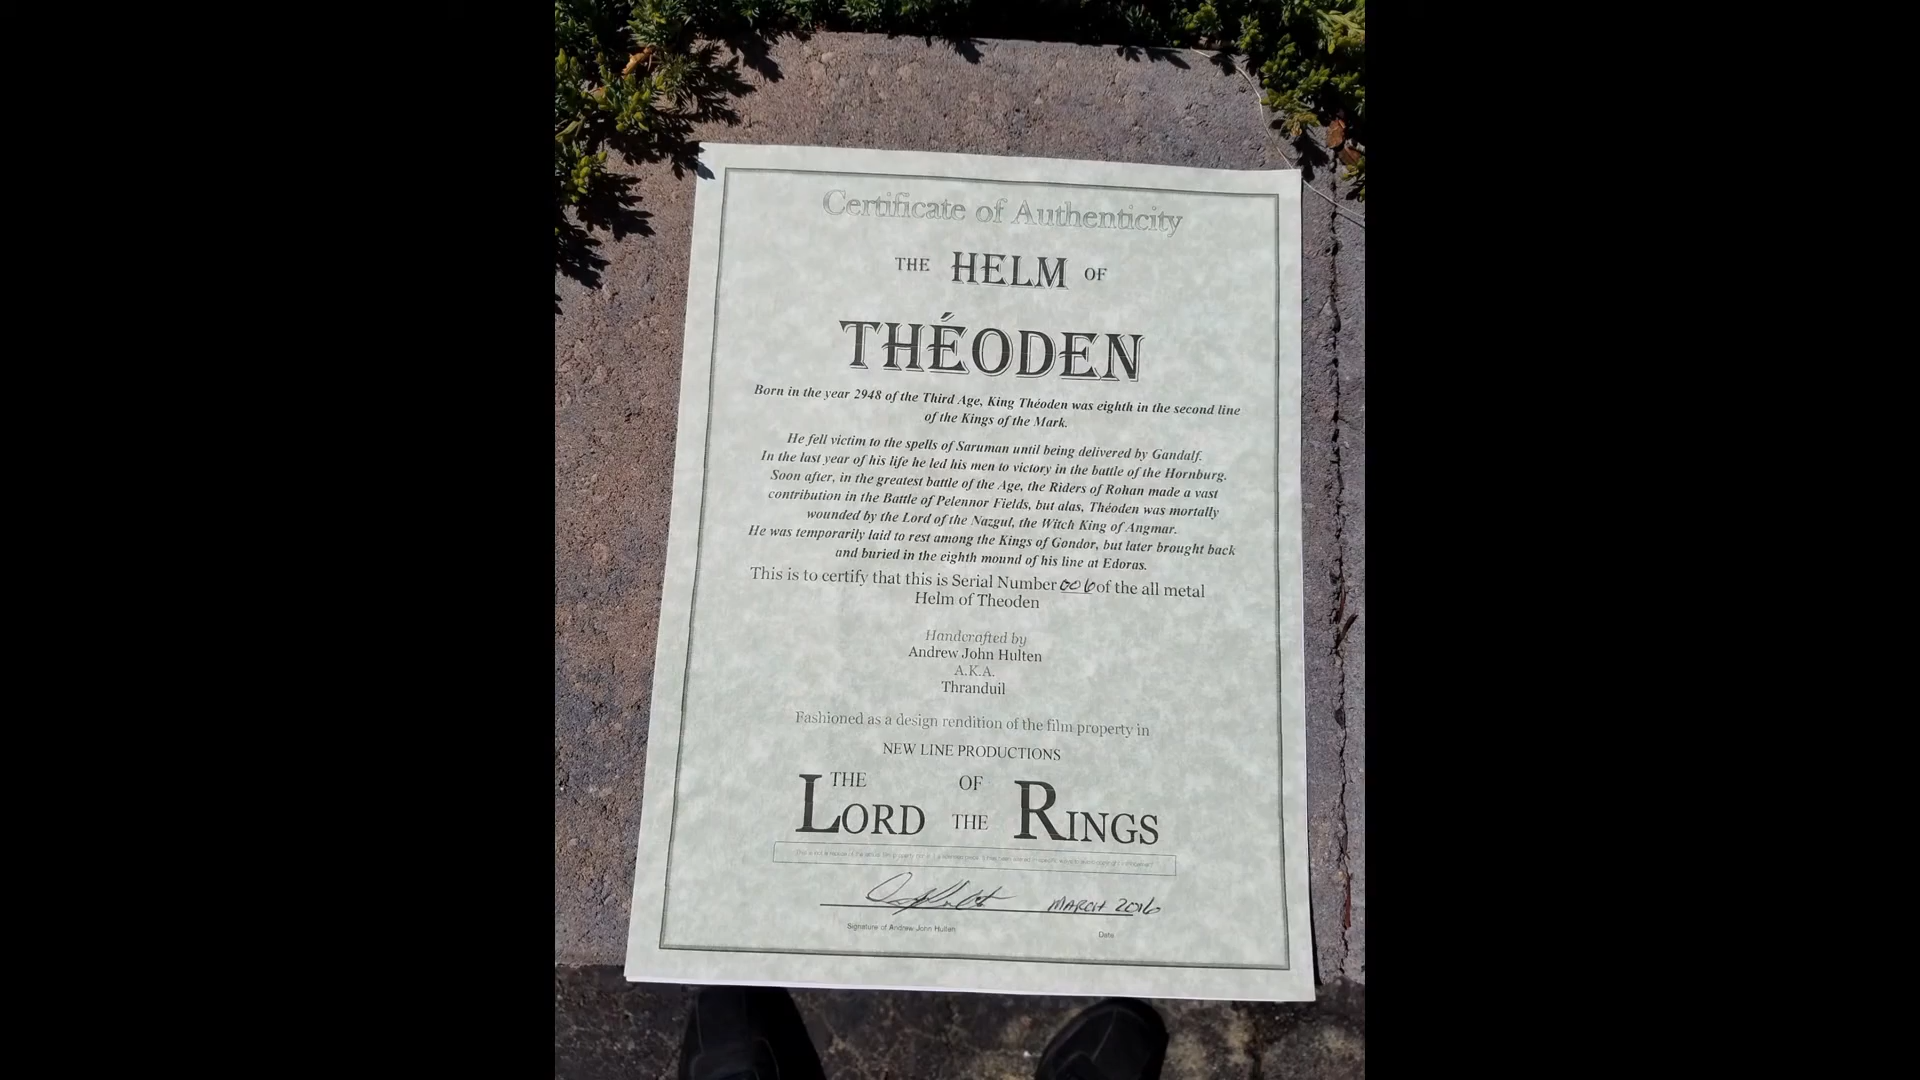 Certificate of Authenticity
THE HELM OF
THÉODEN
Born in the year 2948 of the Third Age, King Théoden was eighth in the second line
of the Kings of the Mark.
He fell victim to the spells of Saruman until being delivered by Gandalf.
In the last year of his life he led his men to victory in the battle of the Hornburg.
Soon after, in the greatest battle of the Age, the Riders of Rohan made a vast
contribution in the Battle of Pelennor Fields, but alas, Théoden was mortally
wounded by the Lord of the Nazgul, the Witch King of Angmar.
He was temporarily laid to rest among the Kings of Gondor, but later brought back
and buried in the eighth mound of his line at Edoras.
This is to certify that this is Serial Number 006 of the all metal
Helm of Theoden
Handcrafted by
Andrew John Hulten
A.K.A.
Thranduil
Fashioned as a design rendition of the film property in
NEW LINE PRODUCTIONS
THE LORD OF THE RINGS
MARCH 2016
Signature of Andrew John Hulten Date